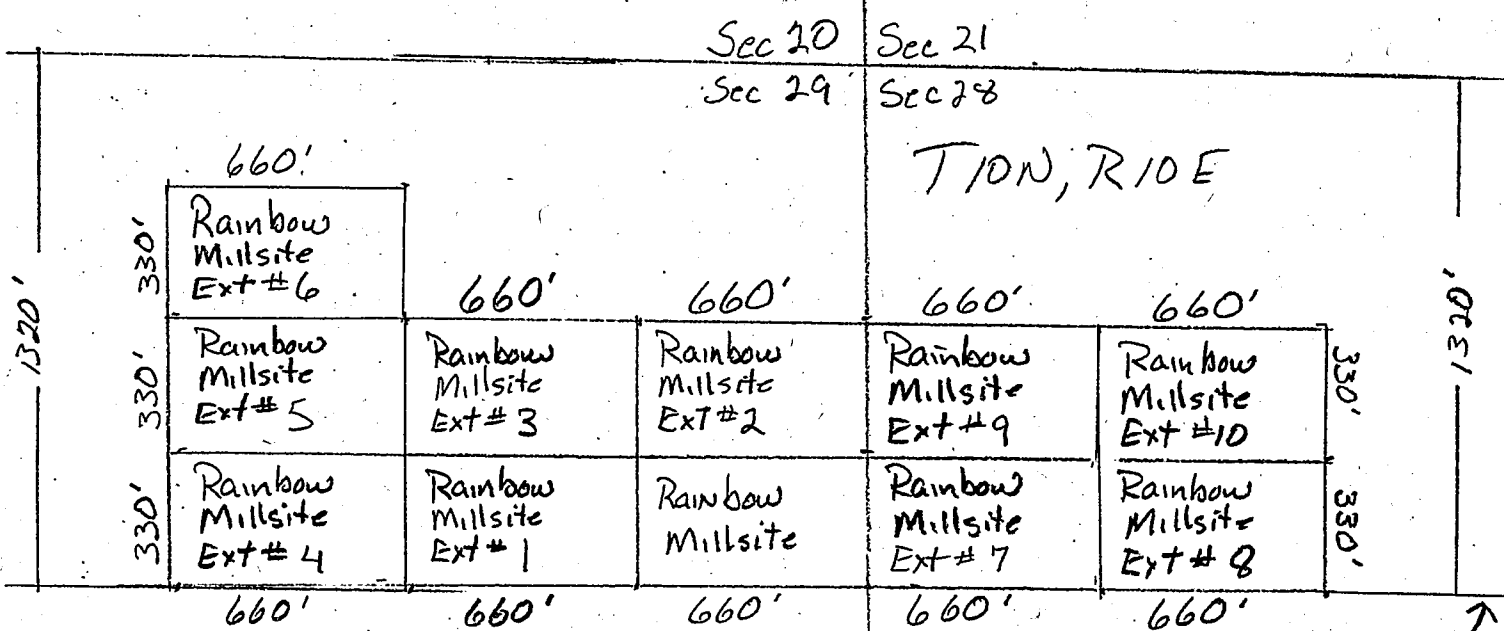 Sec 20 Sec 21
Sec 29 Sec 28
T10N, R10E
660'
1320'
330'
Rainbow
Millsite
Ext #6
1320'
660' 660' 660' 660'
330'
Rainbow
Millsite
Ext # 5
Rainbow
Millsite
Ext # 3
Rainbow
Millsite
Ext #2
Rainbow
Millsite
Ext #9
Rainbow
Millsite
Ext #10
330'
330'
Rainbow
Millsite
Ext # 4
Rainbow
Millsite
Ext # 1
Rainbow
Millsite
Rainbow
Millsite
Ext # 7
Rainbow
Millsite
Ext # 8
330'
660' 660' 660' 660' 660'